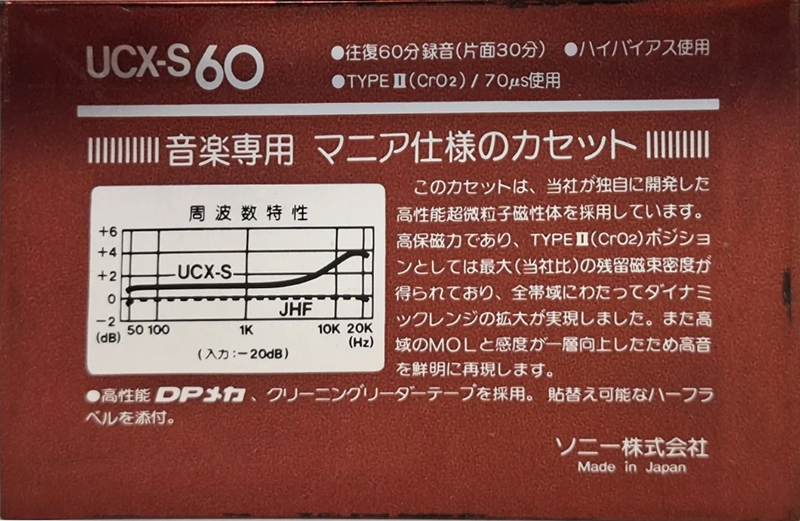 UCX-S 60
●往復60分録音(片面30分) ●ハイバイアス使用
●TYPE Ⅱ(CrO2) / 70μs使用
音楽専用 マニア仕様のカセット
周波数特性
+6
+4
+2
0
-2
(dB)
UCX-S
JHF
50 100 1K 10K 20K
(Hz)
(入力:-20dB)
このカセットは、当社が独自に開発した
高性能超微粒子磁性体を採用しています。
高保磁力であり、TYPEⅡ(CrO2)ポジショ
ンとしては最大(当社比)の残留磁束密度が
得られており、全帯域にわたってダイナミ
ックレンジの拡大が実現しました。また高
域のMOLと感度が一層向上したため高音
を鮮明に再現します。
●高性能DPメカ、クリーニングリーダーテープを採用。貼替え可能なハーフラ
ベルを添付。
ソニー株式会社
Made in Japan